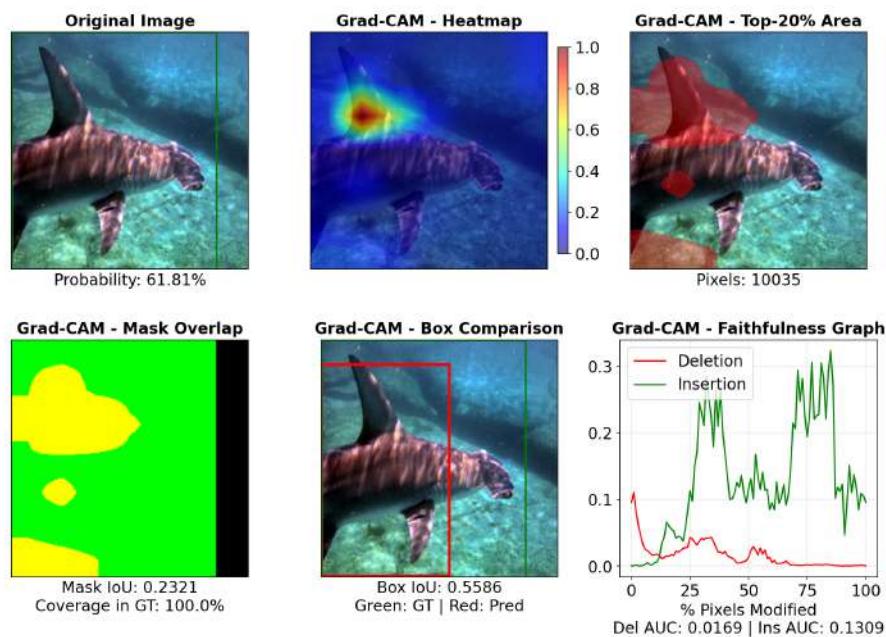 Original Image
Grad-CAM - Heatmap
Grad-CAM - Top-20% Area
1.0
0.8
0.6
0.4
0.2
0.0
Probability: 61.81%
Pixels: 10035
Grad-CAM - Mask Overlap
Grad-CAM - Box Comparison
Grad-CAM - Faithfulness Graph
Mask IoU: 0.2321
Coverage in GT: 100.0%
Box IoU: 0.5586
Green: GT | Red: Pred
Deletion
Insertion
0.3
0.2
0.1
0.0
0 25 50 75 100
% Pixels Modified
Del AUC: 0.0169 | Ins AUC: 0.1309